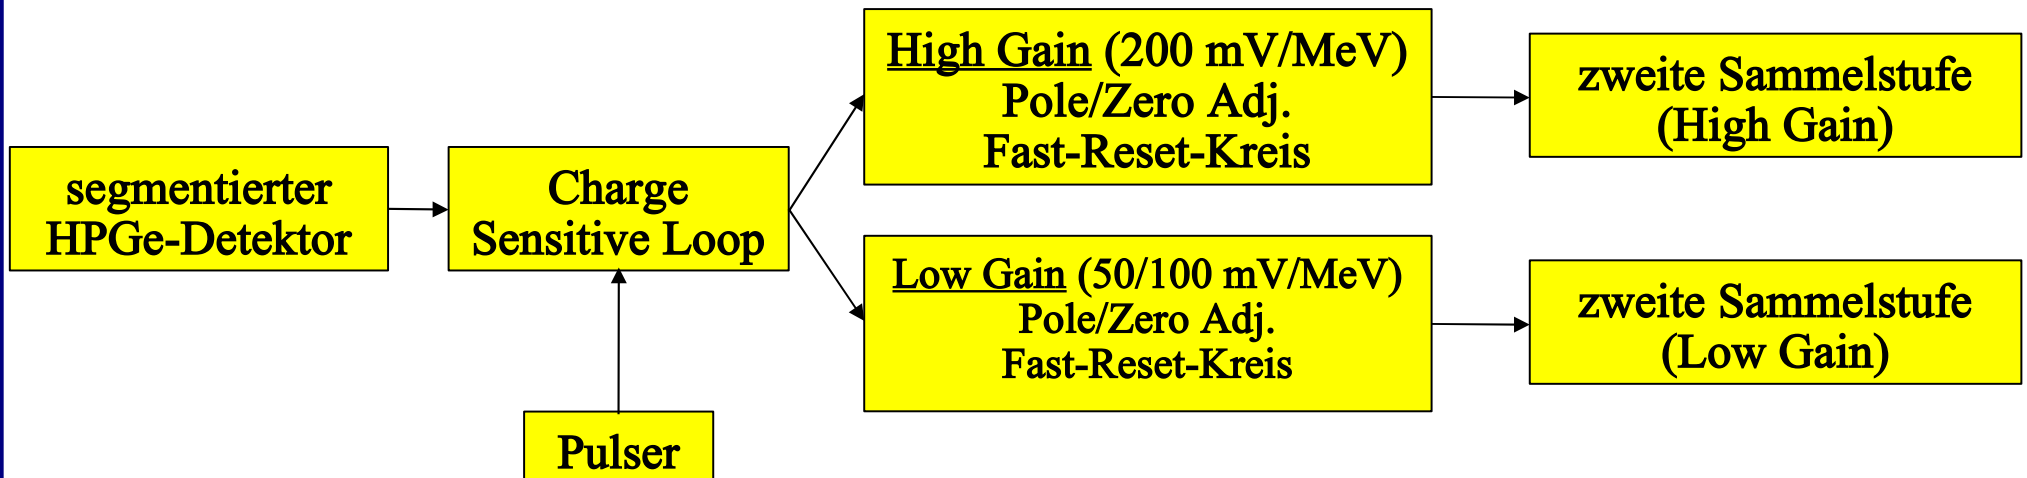 segmentierter
HPGe-Detektor
Charge
Sensitive Loop
Pulser
High Gain (200 mV/MeV)
Pole/Zero Adj.
Fast-Reset-Kreis
zweite Sammelstufe
(High Gain)
Low Gain (50/100 mV/MeV)
Pole/Zero Adj.
Fast-Reset-Kreis
zweite Sammelstufe
(Low Gain)